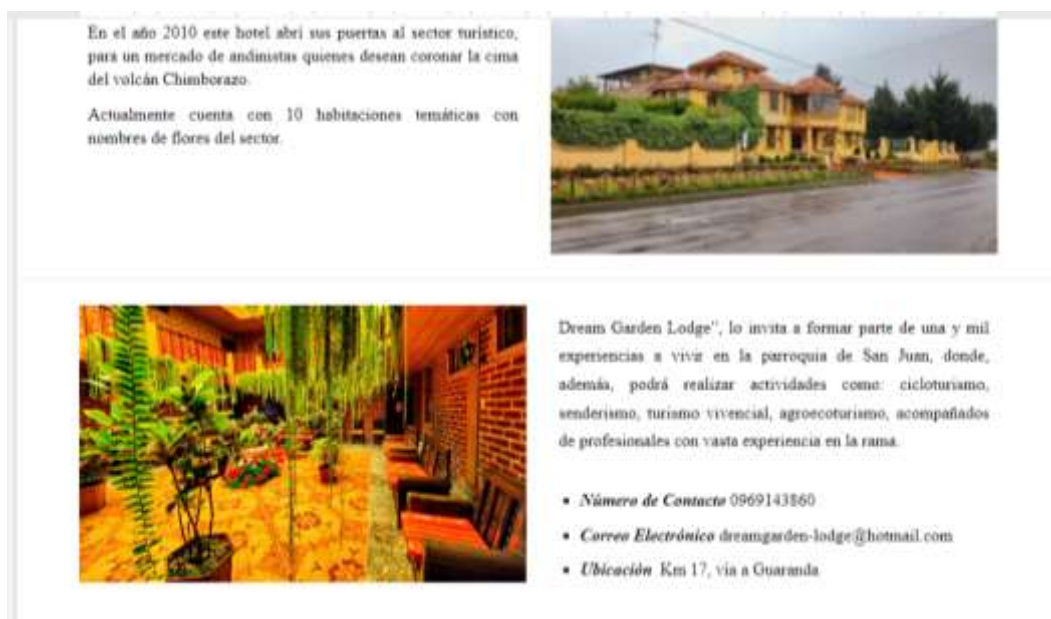 En el año 2010 este hotel abrí sus puertas al sector turístico,
para un mercado de andinistas quienes desean coronar la cima
del volcán Chimborazo.
Actualmente cuenta con 10 habitaciones temáticas con
nombres de flores del sector.
Dream Garden Lodge", lo invita a formar parte de una y mil
experiencias a vivir en la parroquia de San Juan, donde,
además, podrá realizar actividades como: cicloturismo,
senderismo, turismo vivencial, agroecoturismo, acompañados
de profesionales con vasta experiencia en la rama.
• Número de Contacto 0969143860
• Correo Electrónico dreamgarden-lodge@hotmail.com
• Ubicación Km 17, vía a Guaranda